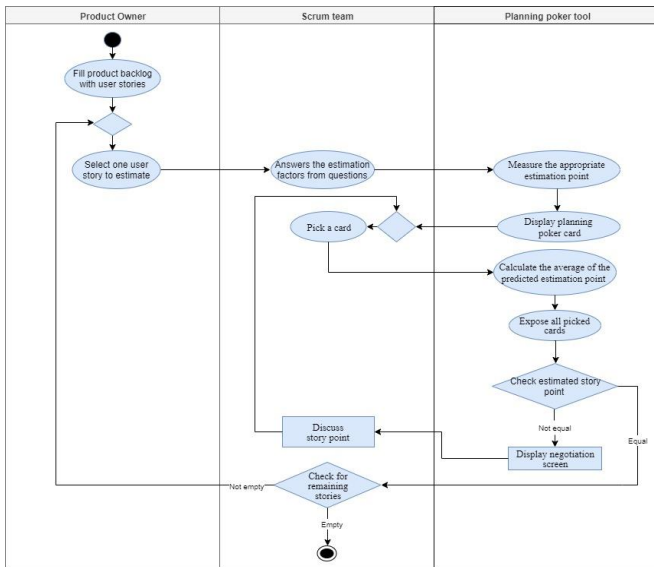 Product Owner
Scrum team
Planning poker tool
Fill product backlog
with user stories
Select one user
story to estimate
Answers the estimation
factors from questions
Measure the appropriate
estimation point
Display planning
poker card
Pick a card
Calculate the average of the
predicted estimation point
Expose all picked
cards
Check estimated story
point
Not equal
Equal
Discuss
story point
Display negotiation
screen
Check for
remaining
stories
Not empty
Empty